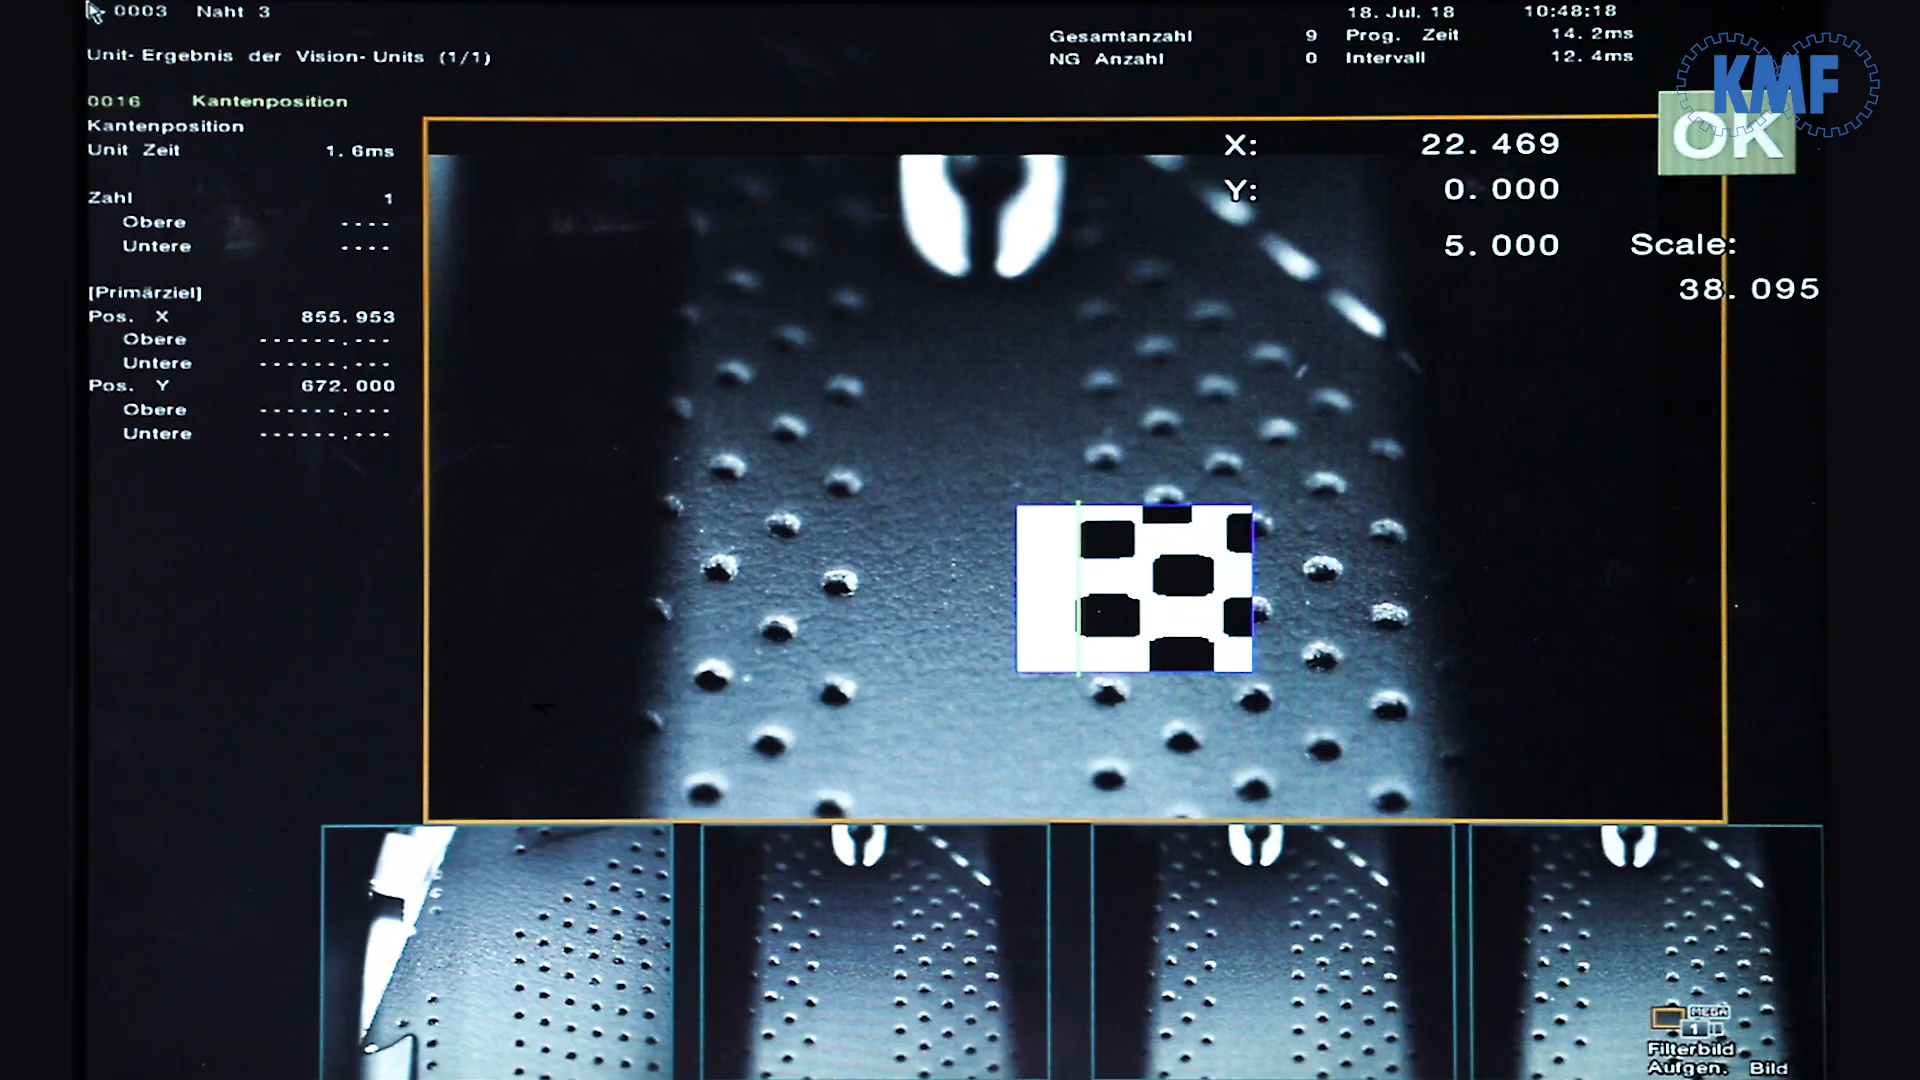 0003 Naht 3
18. Jul. 18 10:48:18
Gesamtanzahl 9 Prog. Zeit 14. 2ms
NG Anzahl 0 Intervall 12. 4ms
Unit- Ergebnis der Vision- Units (1/1)
KMF
OK
0016 Kantenposition
Kantenposition
Unit Zeit 1. 6ms
Zahl 1
Obere ----
Untere ----
[Primärziel]
Pos. X 855. 953
Obere ------.---
Untere ------.---
Pos. Y 672. 000
Obere ------.---
Untere ------.---
X: 22. 469
Y: 0. 000
5. 000 Scale:
38. 095
MEGA
1
Filterbild
Aufgen. Bild